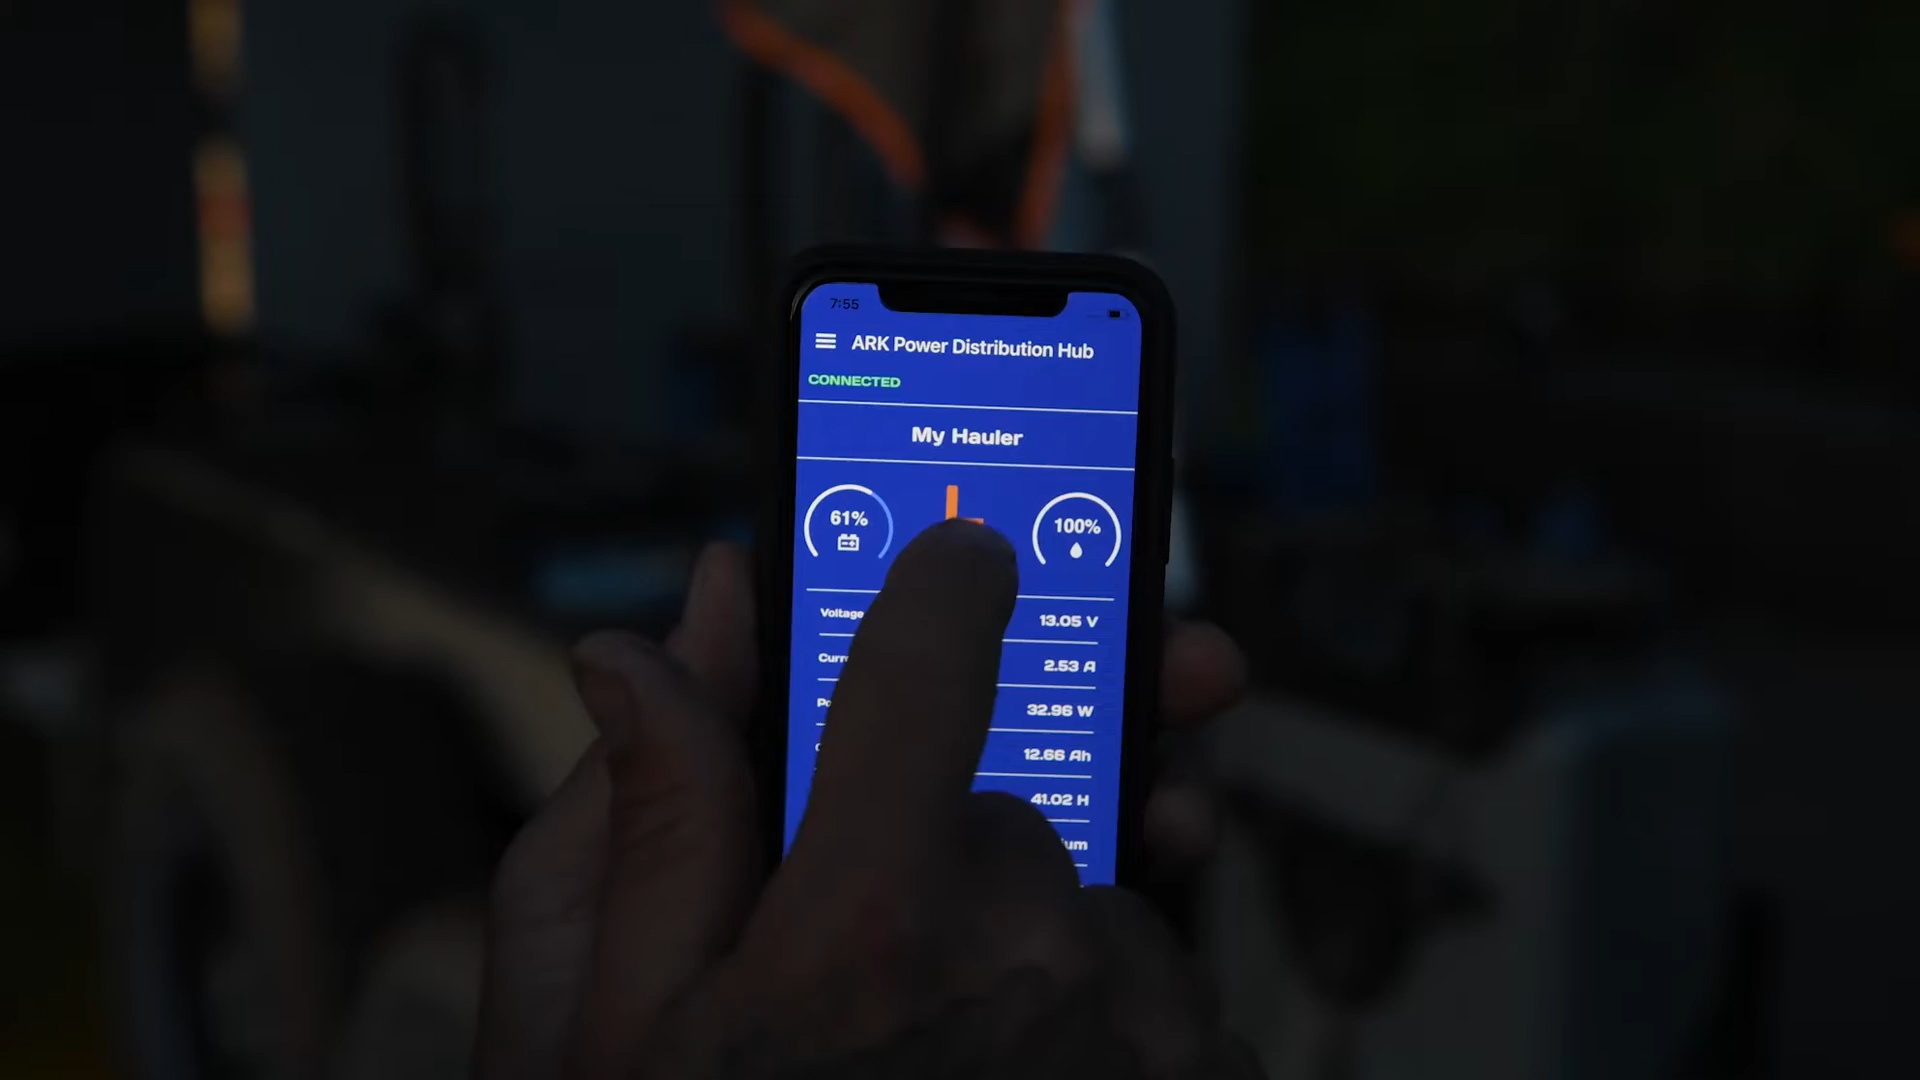 7:55
ARK Power Distribution Hub
CONNECTED
My Hauler
61%
100%
Voltage 13.05 V
2.53 A
32.96 W
12.66 Ah
41.02 H